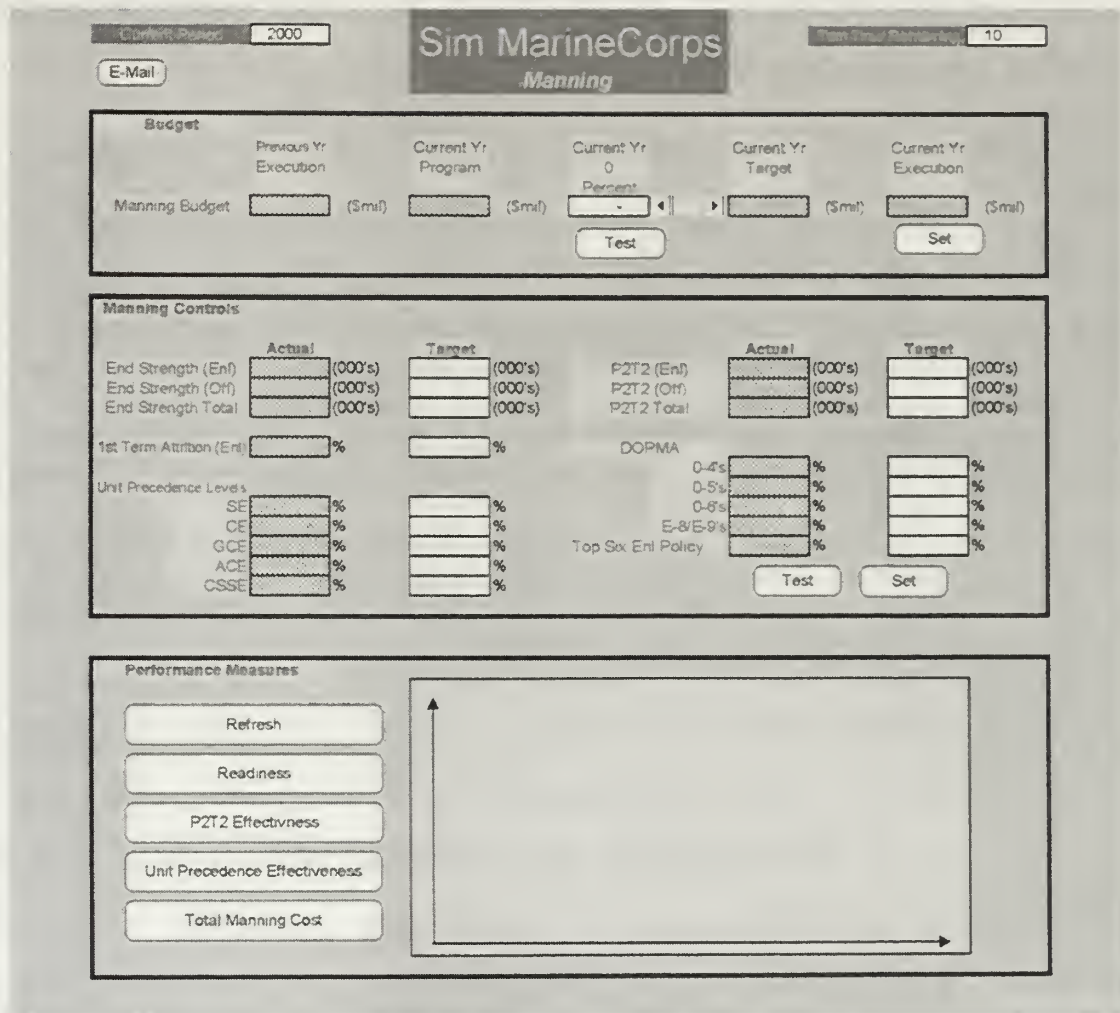 Current Period 2000
Sim MarineCorps
Manning
10
E-Mail
Budget
Previous Yr Execution
Current Yr Program
Current Yr 0 Percent
Current Yr Target
Current Yr Execution
Manning Budget ($mil) ($mil) - ($mil) ($mil)
Test Set
Manning Controls
Actual Target Actual Target
End Strength (Enl) (000's) (000's) P2T2 (Enl) (000's) (000's)
End Strength (Off) (000's) (000's) P2T2 (Off) (000's) (000's)
End Strength Total (000's) (000's) P2T2 Total (000's) (000's)
1st Term Attrition (Enl) % % DOPMA
0-4's % %
Unit Precedence Levels 0-5's % %
SE % % 0-6's % %
CE % % E-8/E-9's % %
GCE % % Top Six Enl Policy % %
ACE % %
CSSE % %
Test Set
Performance Measures
Refresh
Readiness
P2T2 Effectivness
Unit Precedence Effectiveness
Total Manning Cost